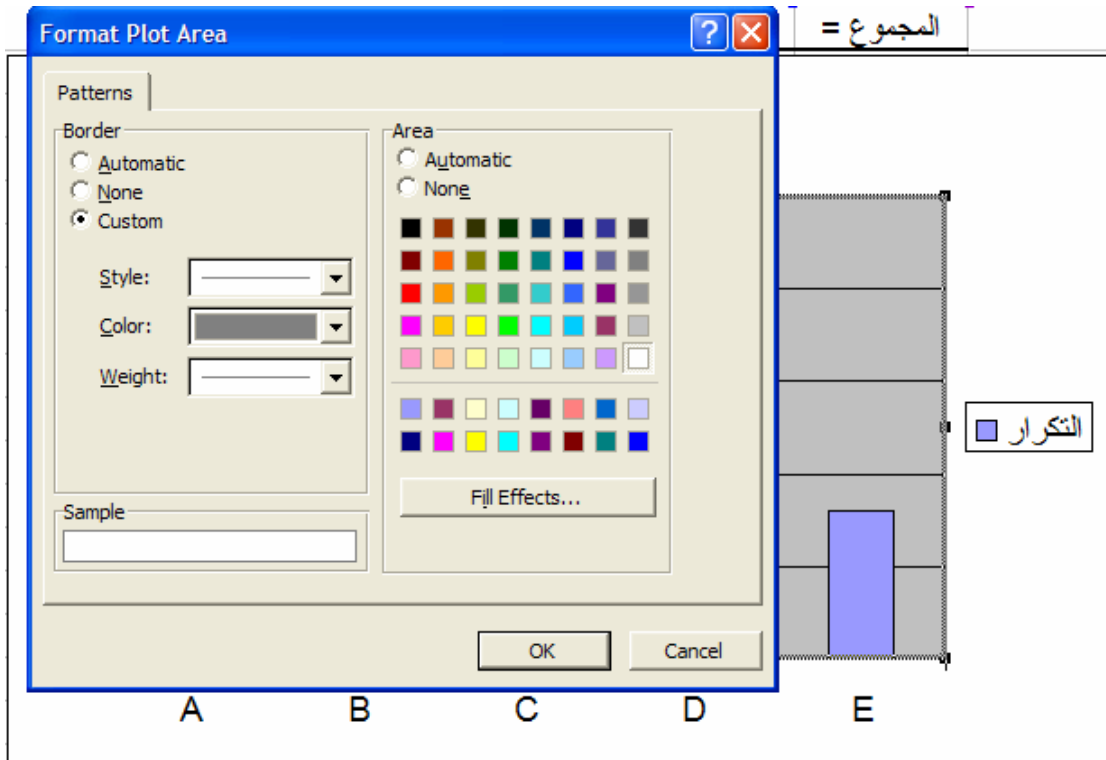 Format Plot Area
المجموع =
Patterns
Border
Automatic
None
Custom
Style:
Color:
Weight:
Sample
Area
Automatic
None
Fill Effects...
OK
Cancel
التكرار
A B C D E